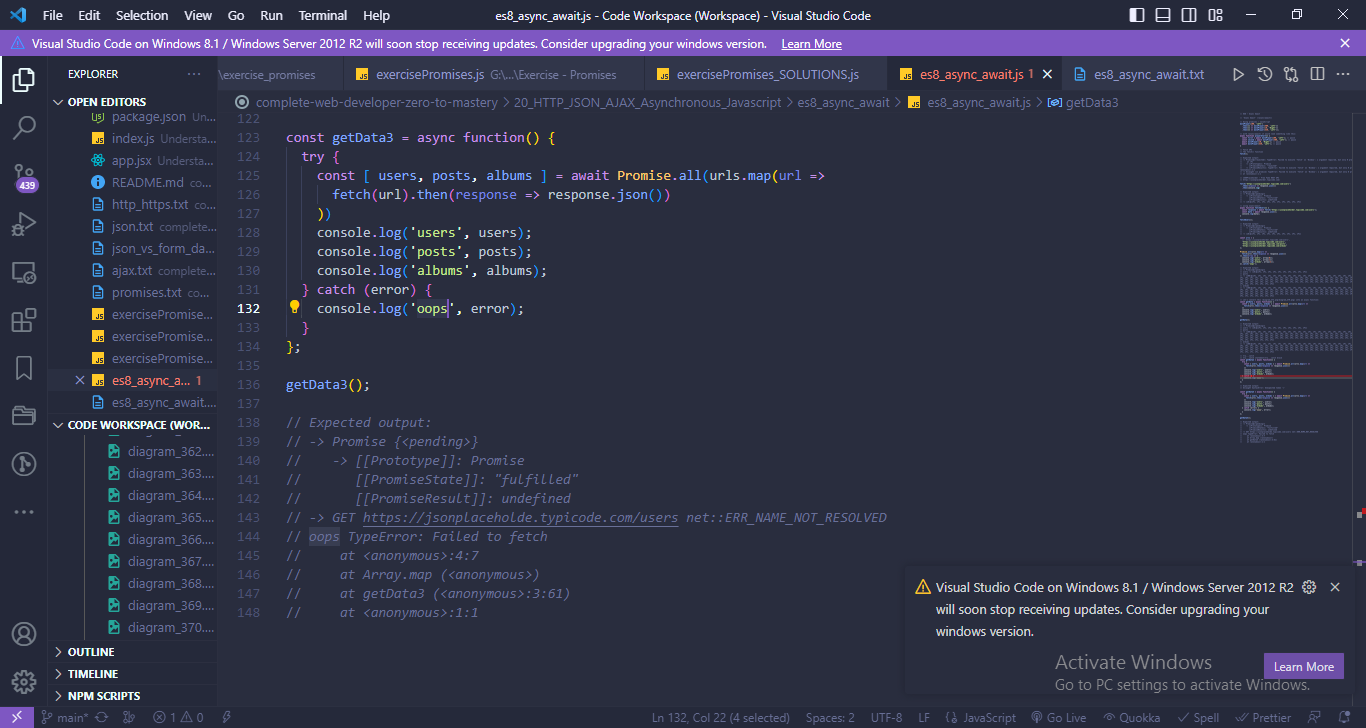 File Edit Selection View Go Run Terminal Help es8_async_await.js - Code Workspace (Workspace) - Visual Studio Code
Visual Studio Code on Windows 8.1 / Windows Server 2012 R2 will soon stop receiving updates. Consider upgrading your windows version. Learn More
EXPLORER
\exercise_promises JS exercisePromises.js G:\...\Exercise - Promises JS exercisePromises_SOLUTIONS.js JS es8_async_await.js 1 es8_async_await.txt
OPEN EDITORS
package.json Un...
JS index.js Understa...
app.jsx Understa...
README.md co...
http_https.txt co...
json.txt complete...
json_vs_form_da...
ajax.txt complete...
promises.txt co...
JS exercisePromise...
JS exercisePromise...
JS exercisePromise...
JS es8_async_a... 1
es8_async_await....
CODE WORKSPACE (WOR...
diagram_362....
diagram_363....
diagram_364....
diagram_365....
diagram_366....
diagram_367....
diagram_368....
diagram_369....
diagram_370....
OUTLINE
TIMELINE
NPM SCRIPTS
439
complete-web-developer-zero-to-mastery > 20_HTTP_JSON_AJAX_Asynchronous_Javascript > es8_async_await > JS es8_async_await.js > getData3
122
123 const getData3 = async function() {
124 try {
125 const [ users, posts, albums ] = await Promise.all(urls.map(url =>
126 fetch(url).then(response => response.json())
127 ))
128 console.log('users', users);
129 console.log('posts', posts);
130 console.log('albums', albums);
131 } catch (error) {
132 console.log('oops', error);
133 }
134 };
135
136 getData3();
137
138 // Expected output:
139 // -> Promise {<pending>}
140 // -> [[Prototype]]: Promise
141 // [[PromiseState]]: "fulfilled"
142 // [[PromiseResult]]: undefined
143 // -> GET https://jsonplaceholde.typicode.com/users net::ERR_NAME_NOT_RESOLVED
144 // oops TypeError: Failed to fetch
145 // at <anonymous>:4:7
146 // at Array.map (<anonymous>)
147 // at getData3 (<anonymous>:3:61)
148 // at <anonymous>:1:1
Visual Studio Code on Windows 8.1 / Windows Server 2012 R2
will soon stop receiving updates. Consider upgrading your
windows version.
Learn More
Activate Windows
Go to PC settings to activate Windows.
main* 1 0 Ln 132, Col 22 (4 selected) Spaces: 2 UTF-8 LF {} JavaScript Go Live Quokka Spell Prettier